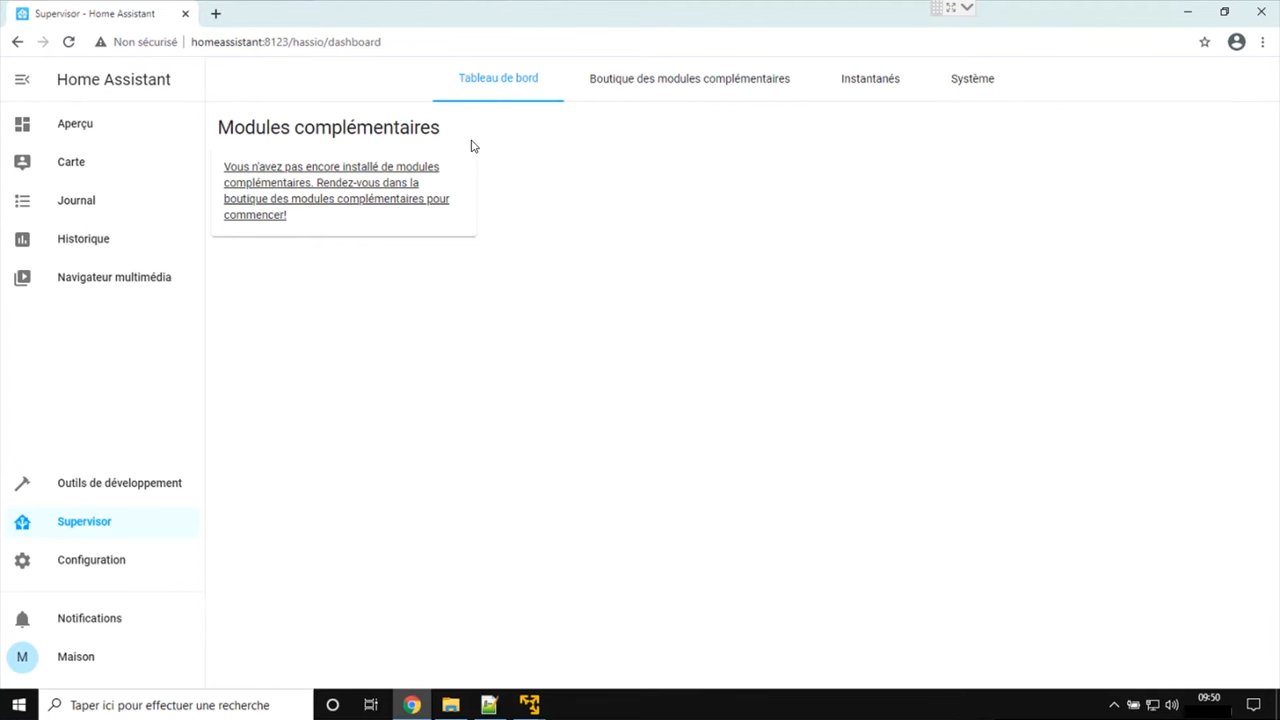 Supervisor - Home Assistant
Non sécurisé
homeassistant:8123/hassio/dashboard
Home Assistant
Tableau de bord
Boutique des modules complémentaires
Instantanés
Système
Aperçu
Carte
Journal
Historique
Navigateur multimédia
Outils de développement
Supervisor
Configuration
Notifications
M
Maison
Modules complémentaires
Vous n'avez pas encore installé de modules
complémentaires. Rendez-vous dans la
boutique des modules complémentaires pour
commencer!
Taper ici pour effectuer une recherche
09:50